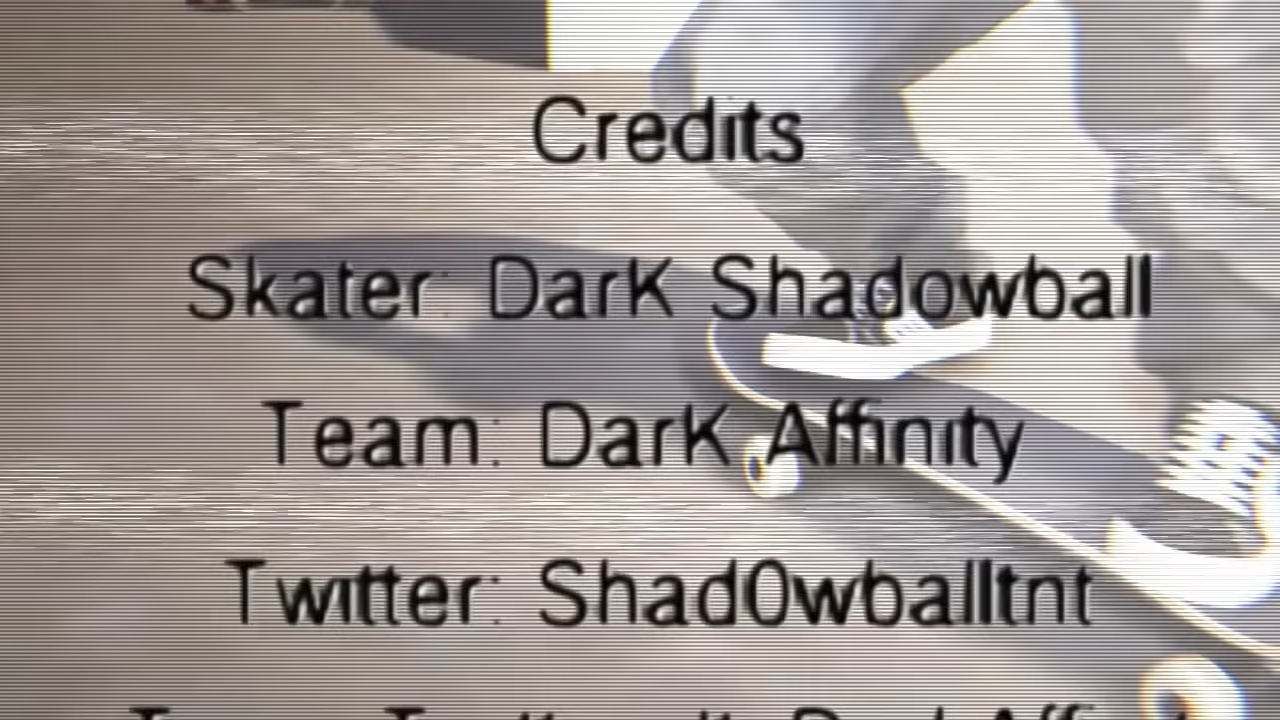 Credits
Skater: DarK Shadowball
Team: DarK Affinity
Twitter: Shad0wballtnt